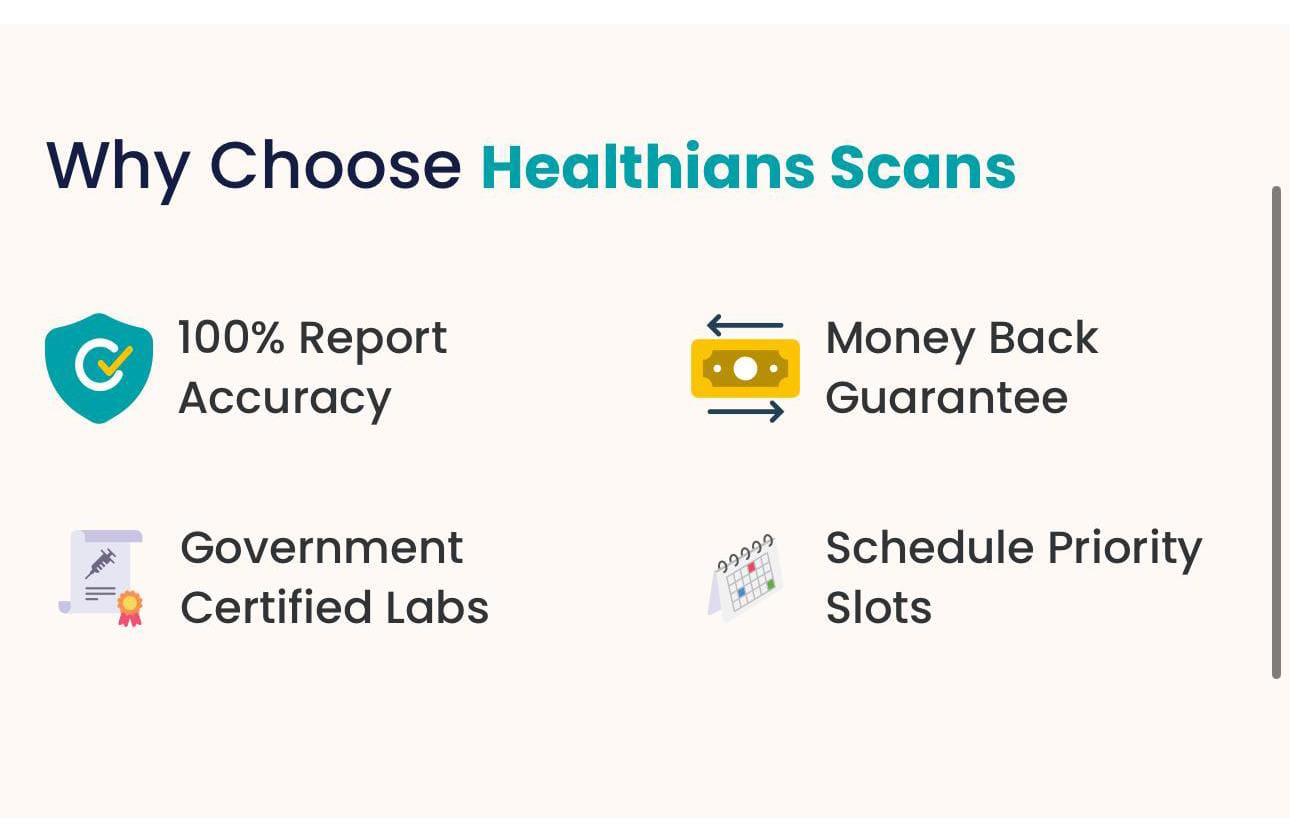 Why Choose Healthians Scans
100% Report
Accuracy
Money Back
Guarantee
Government
Certified Labs
Schedule Priority
Slots